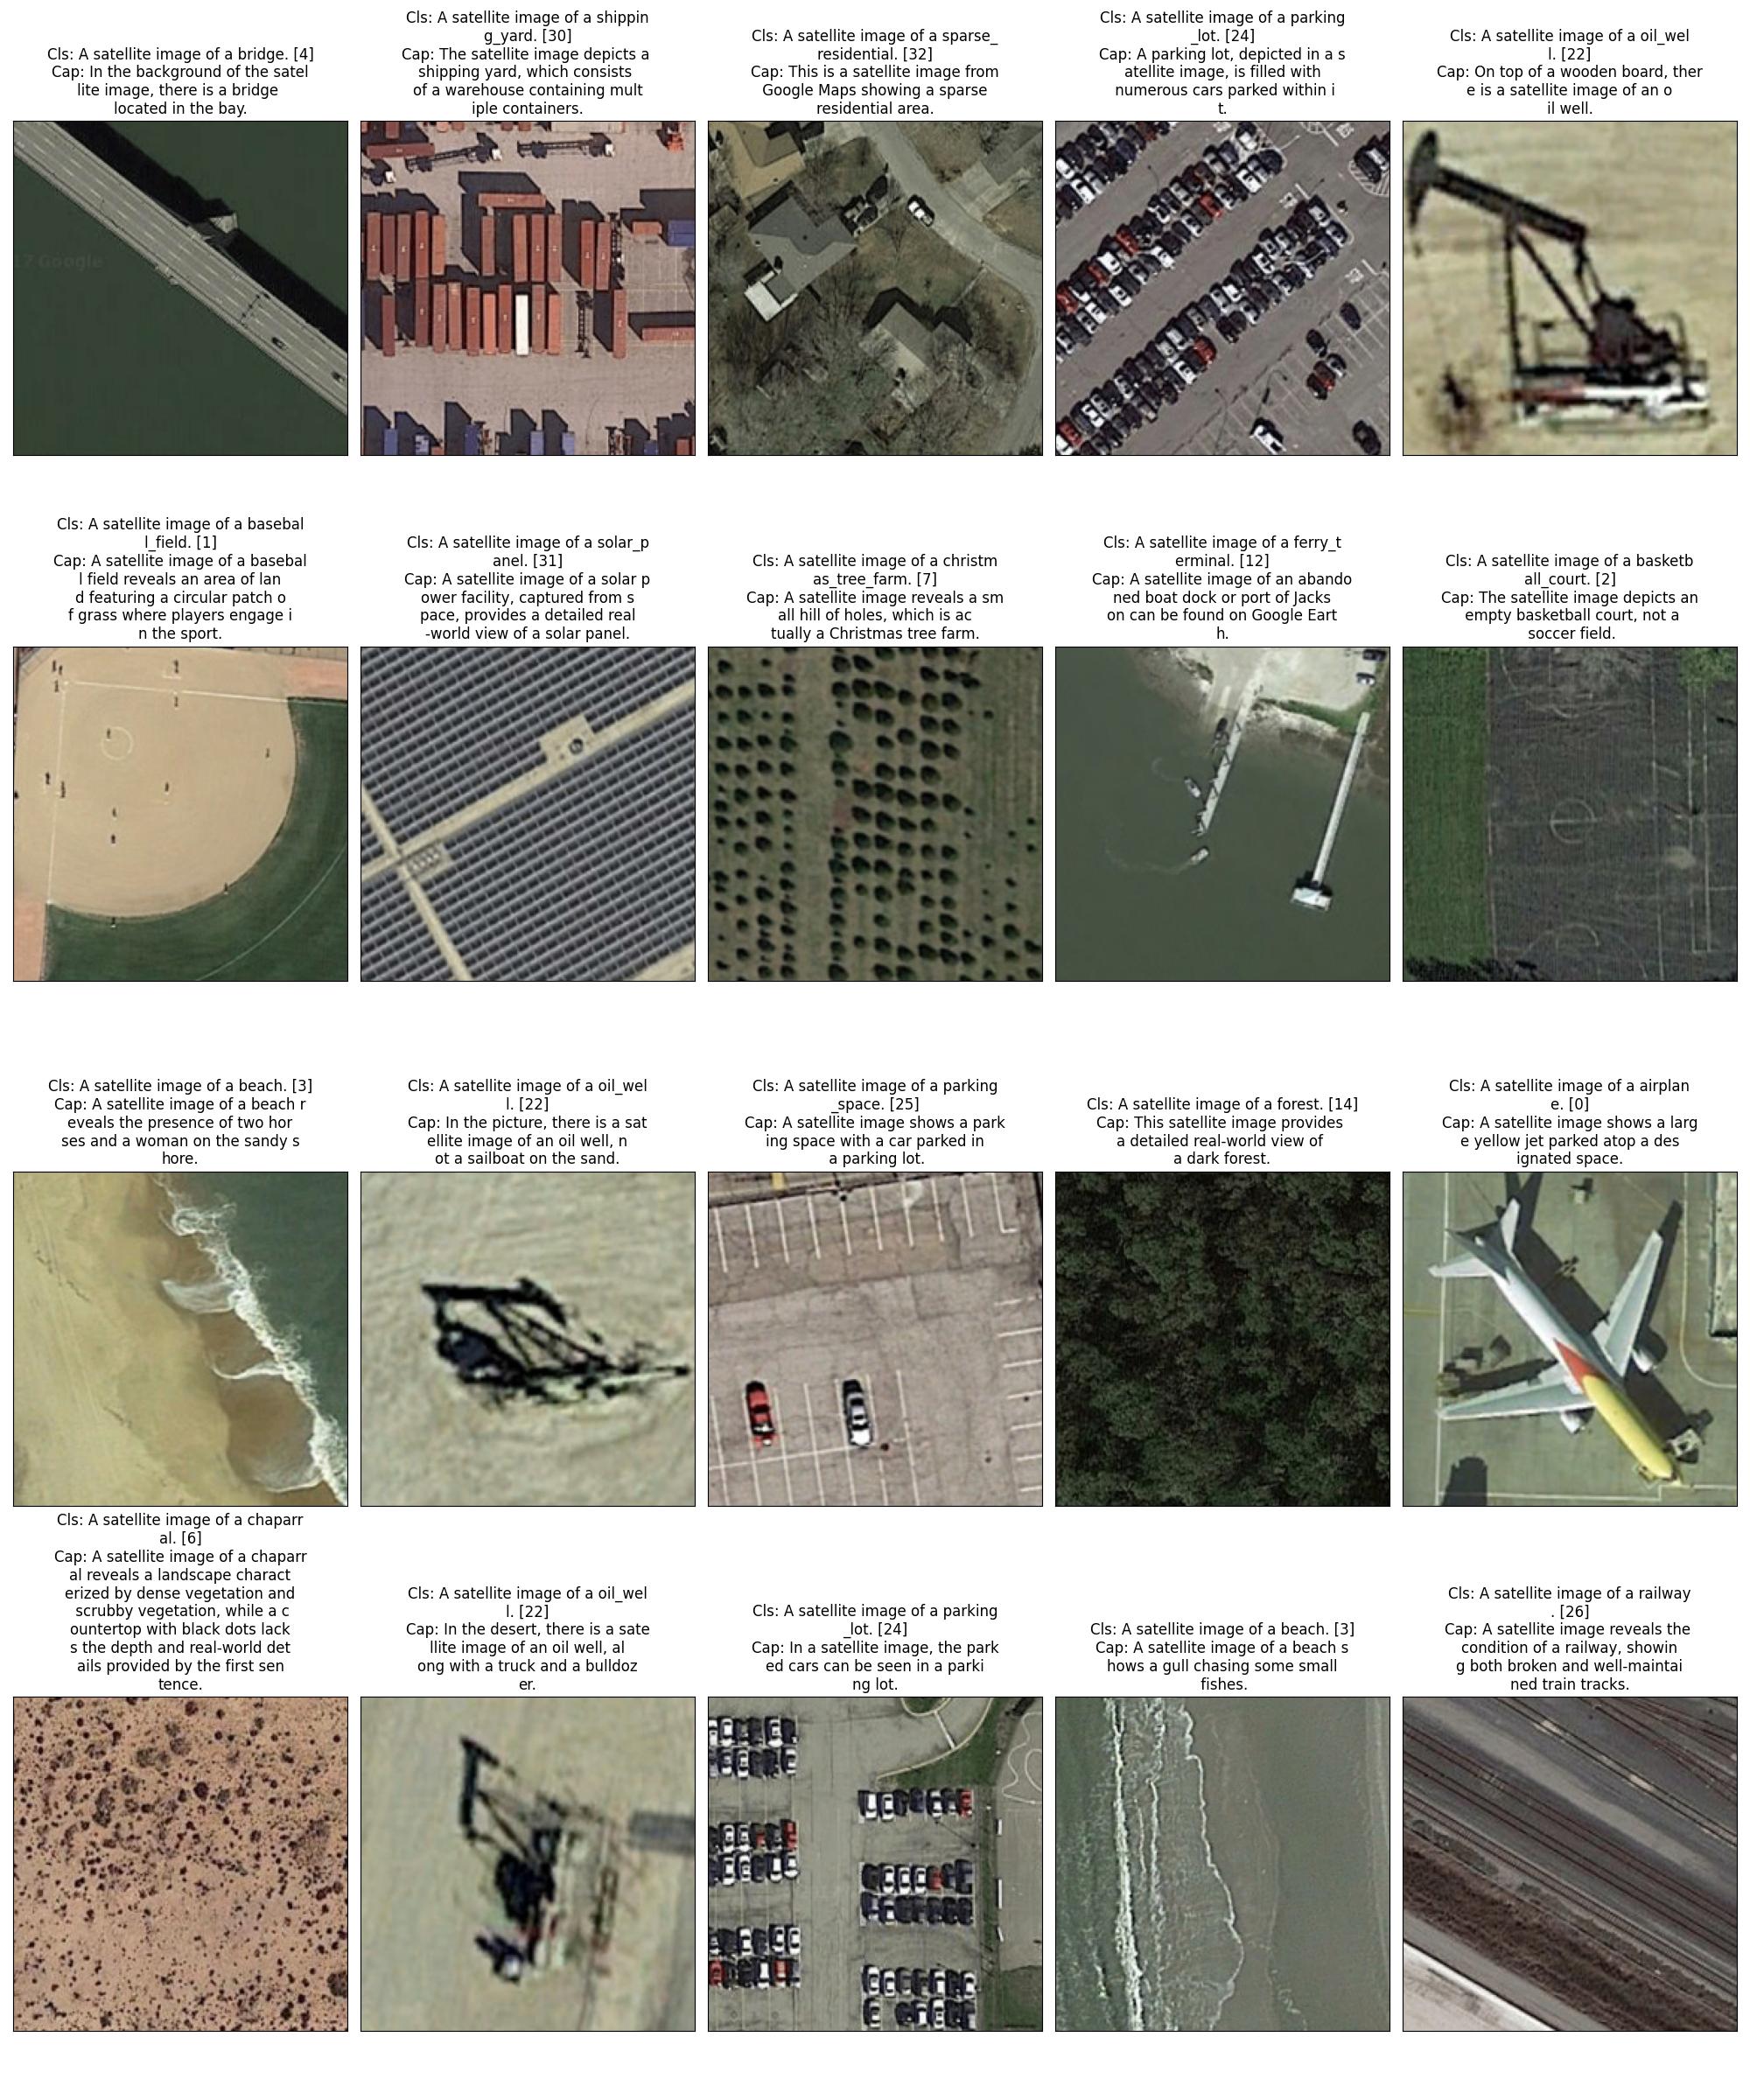 Cls: A satellite image of a bridge. [4]
Cap: In the background of the satel
lite image, there is a bridge
located in the bay.
Cls: A satellite image of a shippin
g_yard. [30]
Cap: The satellite image depicts a
shipping yard, which consists
of a warehouse containing mult
iple containers.
Cls: A satellite image of a sparse_
residential. [32]
Cap: This is a satellite image from
Google Maps showing a sparse
residential area.
Cls: A satellite image of a parking
_lot. [24]
Cap: A parking lot, depicted in a s
atellite image, is filled with
numerous cars parked within i
t.
Cls: A satellite image of a oil_wel
l. [22]
Cap: On top of a wooden board, ther
e is a satellite image of an o
il well.
17 Google
Cls: A satellite image of a basebal
l_field. [1]
Cap: A satellite image of a basebal
l field reveals an area of lan
d featuring a circular patch o
f grass where players engage i
n the sport.
Cls: A satellite image of a solar_p
anel. [31]
Cap: A satellite image of a solar p
ower facility, captured from s
pace, provides a detailed real
-world view of a solar panel.
Cls: A satellite image of a christm
as_tree_farm. [7]
Cap: A satellite image reveals a sm
all hill of holes, which is ac
tually a Christmas tree farm.
Cls: A satellite image of a ferry_t
erminal. [12]
Cap: A satellite image of an abando
ned boat dock or port of Jacks
on can be found on Google Eart
h.
Cls: A satellite image of a basketb
all_court. [2]
Cap: The satellite image depicts an
empty basketball court, not a
soccer field.
Cls: A satellite image of a beach. [3]
Cap: A satellite image of a beach r
eveals the presence of two hor
ses and a woman on the sandy s
hore.
Cls: A satellite image of a oil_wel
l. [22]
Cap: In the picture, there is a sat
ellite image of an oil well, n
ot a sailboat on the sand.
Cls: A satellite image of a parking
_space. [25]
Cap: A satellite image shows a park
ing space with a car parked in
a parking lot.
Cls: A satellite image of a forest. [14]
Cap: This satellite image provides
a detailed real-world view of
a dark forest.
Cls: A satellite image of a airplan
e. [0]
Cap: A satellite image shows a larg
e yellow jet parked atop a des
ignated space.
Cls: A satellite image of a chaparr
al. [6]
Cap: A satellite image of a chaparr
al reveals a landscape charact
erized by dense vegetation and
scrubby vegetation, while a c
ountertop with black dots lack
s the depth and real-world det
ails provided by the first sen
tence.
Cls: A satellite image of a oil_wel
l. [22]
Cap: In the desert, there is a sate
llite image of an oil well, al
ong with a truck and a bulldoz
er.
Cls: A satellite image of a parking
_lot. [24]
Cap: In a satellite image, the park
ed cars can be seen in a parki
ng lot.
Cls: A satellite image of a beach. [3]
Cap: A satellite image of a beach s
hows a gull chasing some small
fishes.
Cls: A satellite image of a railway
. [26]
Cap: A satellite image reveals the
condition of a railway, showin
g both broken and well-maintai
ned train tracks.